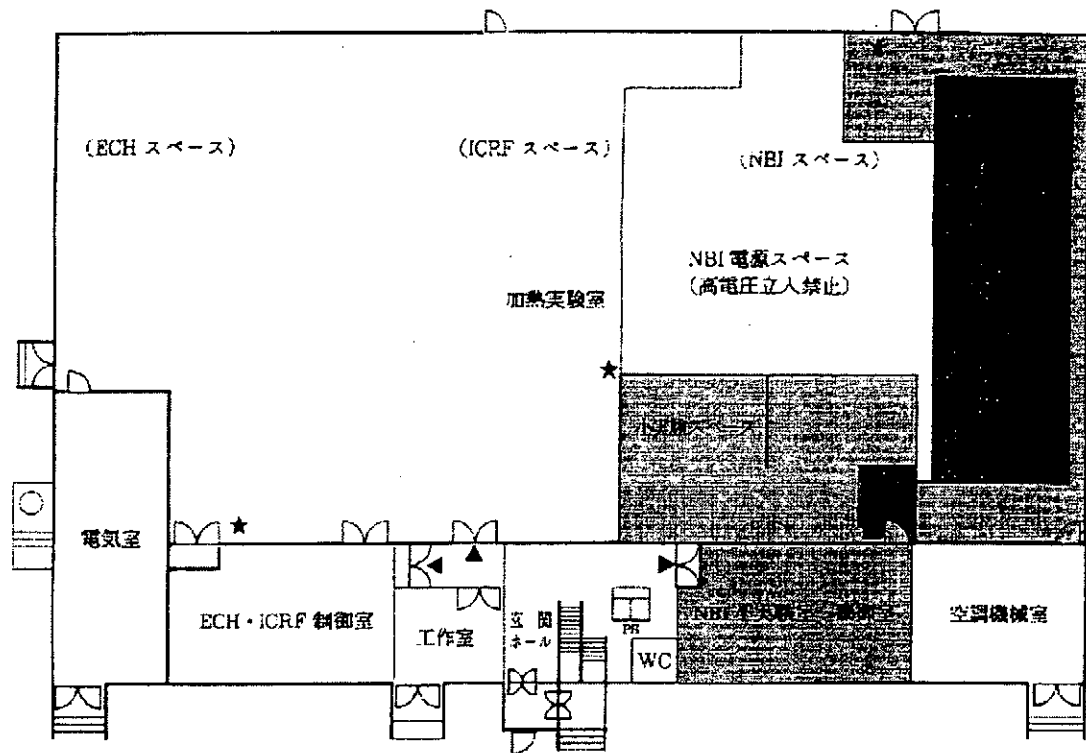 (ECH スペース)
(ICRF スペース)
(NBI スペース)
NBI 電源スペース
(高電圧立入禁止)
加熱実験室
電気室
ECH・ICRF 制御室
工作室
玄関
ホール
PS
WC
空調機械室